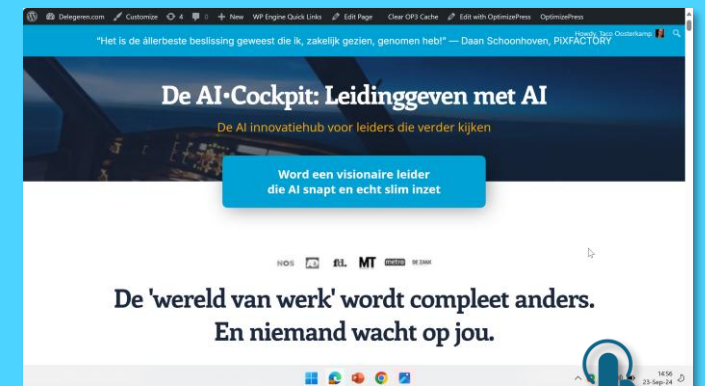 Delegeren.com Customize 4 0 New WP Engine Quick Links Edit Page Clear OP3 Cache Edit with OptimizePress OptimizePress
Howdy, Taco Oosterkamp
"Het is de állerbeste beslissing geweest die ik, zakelijk gezien, genomen heb!" — Daan Schoonhoven, PiXFACTORY
De AI•Cockpit: Leidinggeven met AI
De AI innovatiehub voor leiders die verder kijken
Word een visionaire leider
die AI snapt en echt slim inzet
NOS MT metro DE ZAAK
De 'wereld van werk' wordt compleet anders.
En niemand wacht op jou.
14:56
23-Sep-24